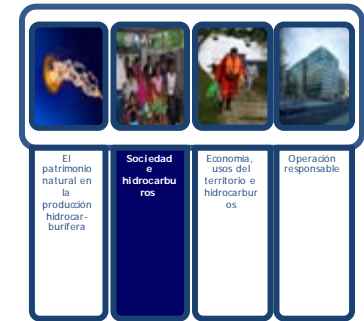 El
patrimonio
natural en
la
producción
hidrocar-
burífera
Sociedad
e
hidrocarbu
ros
Economía,
usos del
territorio e
hidrocarbur
os
Operación
responsable